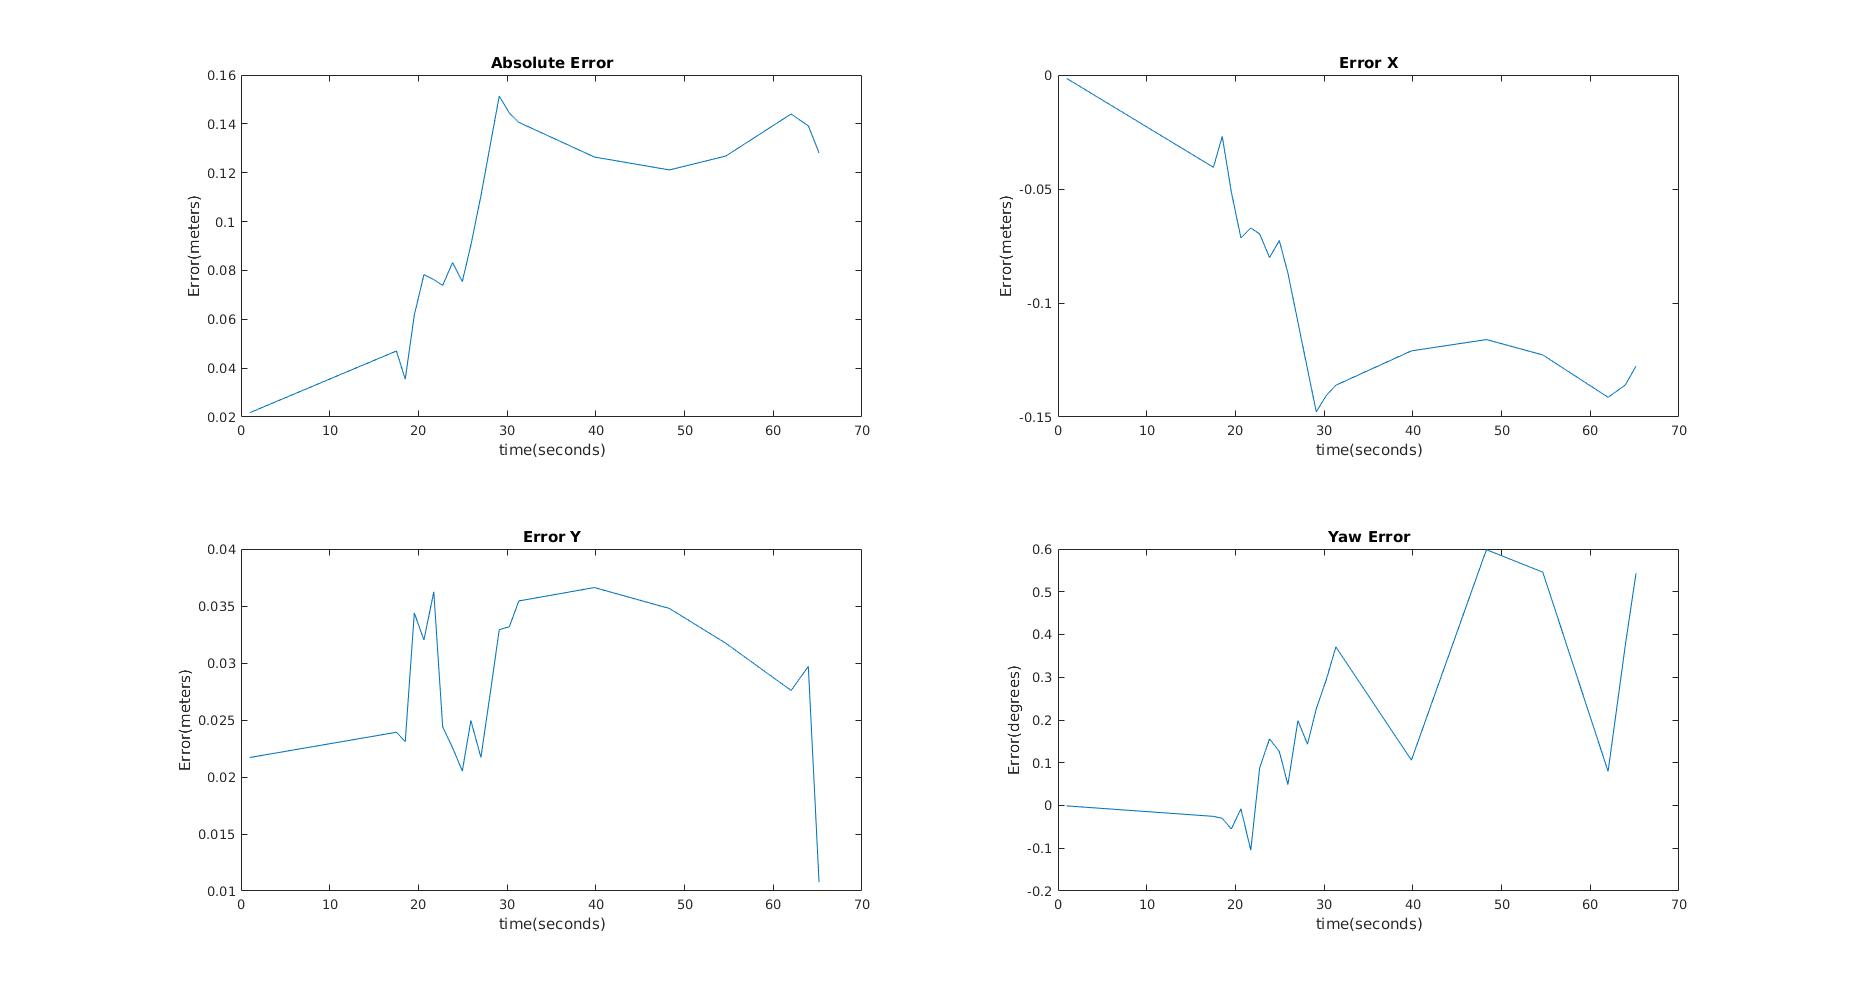 Absolute Error
0.16
0.14
0.12
0.1
0.08
0.06
0.04
0.02
Error(meters)
0 10 20 30 40 50 60 70
time(seconds)
Error X
0
-0.05
-0.1
-0.15
Error(meters)
0 10 20 30 40 50 60 70
time(seconds)
Error Y
0.04
0.035
0.03
0.025
0.02
0.015
0.01
Error(meters)
0 10 20 30 40 50 60 70
time(seconds)
Yaw Error
0.6
0.5
0.4
0.3
0.2
0.1
0
-0.1
-0.2
Error(degrees)
0 10 20 30 40 50 60 70
time(seconds)